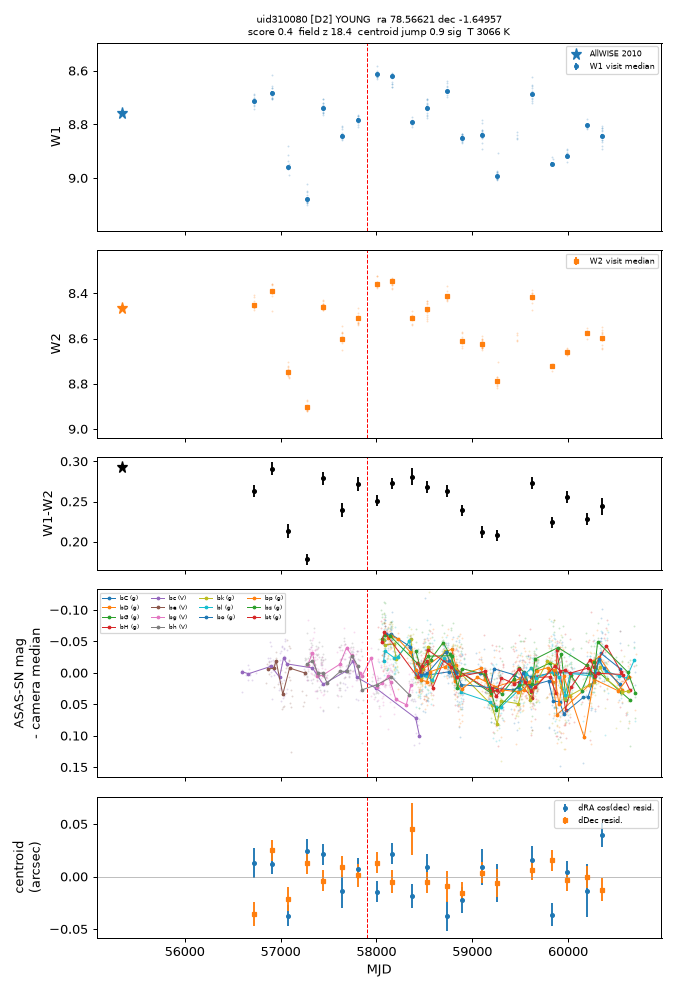 uid310080 [D2] YOUNG ra 78.56621 dec -1.64957
score 0.4 field z 18.4 centroid jump 0.9 sig T 3066 K
W1
8.6
8.8
9.0
AllWISE 2010
W1 visit median
W2
8.4
8.6
8.8
9.0
W2 visit median
W1-W2
0.30
0.25
0.20
ASAS-SN mag
- camera median
−0.10
−0.05
0.00
0.05
0.10
0.15
bC (g)
bD (g)
bG (g)
bH (g)
bc (V)
be (V)
bg (V)
bh (V)
bk (g)
bl (g)
bo (g)
bp (g)
bs (g)
bt (g)
centroid
(arcsec)
0.05
0.00
−0.05
dRA cos(dec) resid.
dDec resid.
56000 57000 58000 59000 60000
MJD